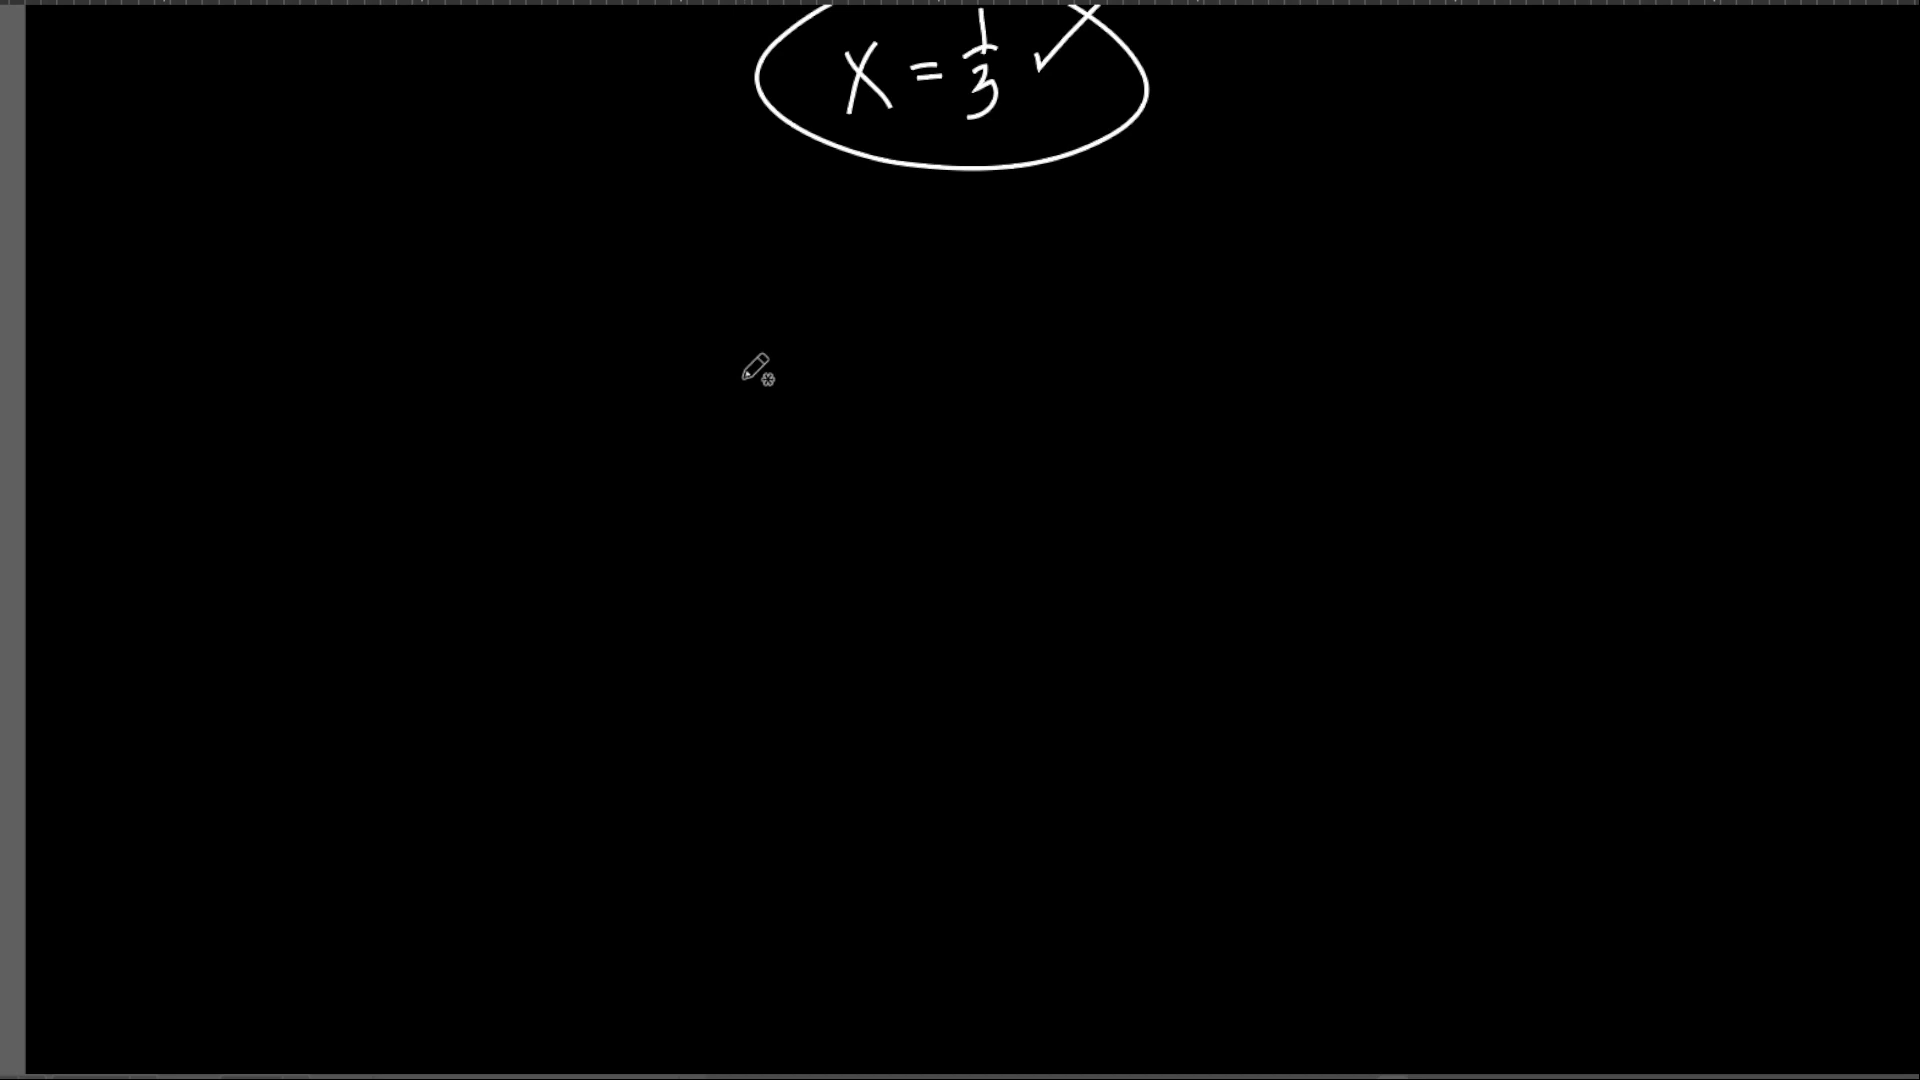 x = 1/3 ✓